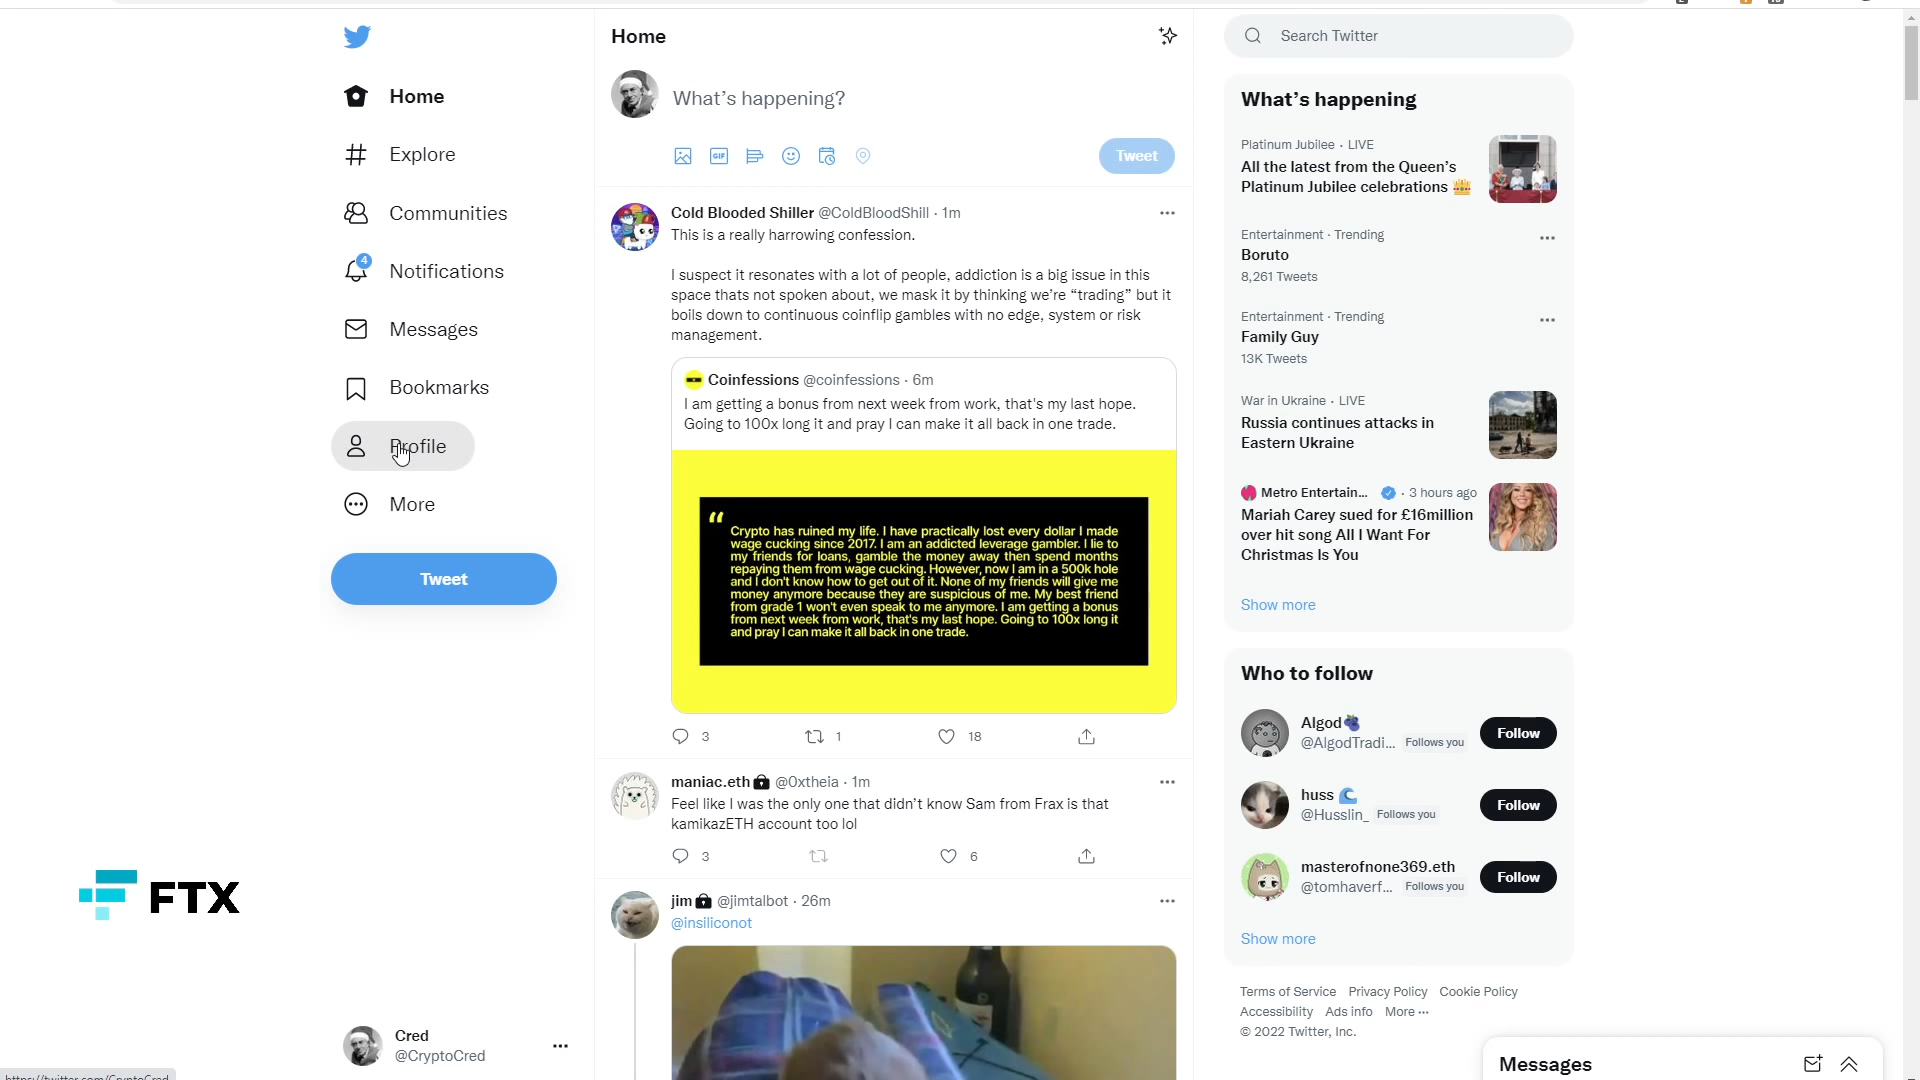 Home
Explore
Communities
4
Notifications
Messages
Bookmarks
Profile
More
Tweet
FTX
Cred
@CryptoCred
https://twitter.com/CryptoCred
Home
What's happening?
GIF
Tweet
Cold Blooded Shiller @ColdBloodShill · 1m
This is a really harrowing confession.
I suspect it resonates with a lot of people, addiction is a big issue in this
space thats not spoken about, we mask it by thinking we're “trading” but it
boils down to continuous coinflip gambles with no edge, system or risk
management.
Coinfessions @coinfessions · 6m
I am getting a bonus from next week from work, that's my last hope.
Going to 100x long it and pray I can make it all back in one trade.
“
Crypto has ruined my life. I have practically lost every dollar I made
wage cucking since 2017. I am an addicted leverage gambler. I lie to
my friends for loans, gamble the money away then spend months
repaying them from wage cucking. However, now I am in a 500k hole
and I don't know how to get out of it. None of my friends will give me
money anymore because they are suspicious of me. My best friend
from grade 1 won't even speak to me anymore. I am getting a bonus
from next week from work, that's my last hope. Going to 100x long it
and pray I can make it all back in one trade.
3 1 18
maniac.eth @0xtheia · 1m
Feel like I was the only one that didn't know Sam from Frax is that
kamikazETH account too lol
3 6
jim @jimtalbot · 26m
@insiliconot
Search Twitter
What's happening
Platinum Jubilee · LIVE
All the latest from the Queen's
Platinum Jubilee celebrations 👑
Entertainment · Trending
Boruto
8,261 Tweets
Entertainment · Trending
Family Guy
13K Tweets
War in Ukraine · LIVE
Russia continues attacks in
Eastern Ukraine
Metro Entertain... · 3 hours ago
Mariah Carey sued for £16million
over hit song All I Want For
Christmas Is You
Show more
Who to follow
Algod🍇
@AlgodTradi... Follows you
Follow
huss 🌊
@Husslin_ Follows you
Follow
masterofnone369.eth
@tomhaverf... Follows you
Follow
Show more
Terms of Service Privacy Policy Cookie Policy
Accessibility Ads info More ···
© 2022 Twitter, Inc.
Messages